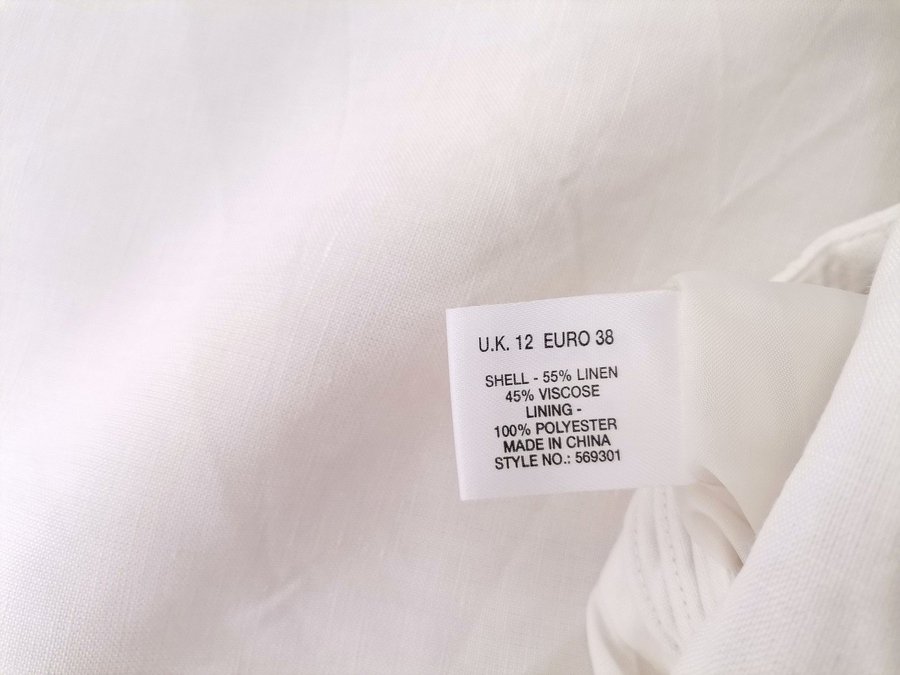 U.K. 12 EURO 38
SHELL - 55% LINEN
45% VISCOSE
LINING -
100% POLYESTER
MADE IN CHINA
STYLE NO.: 569301